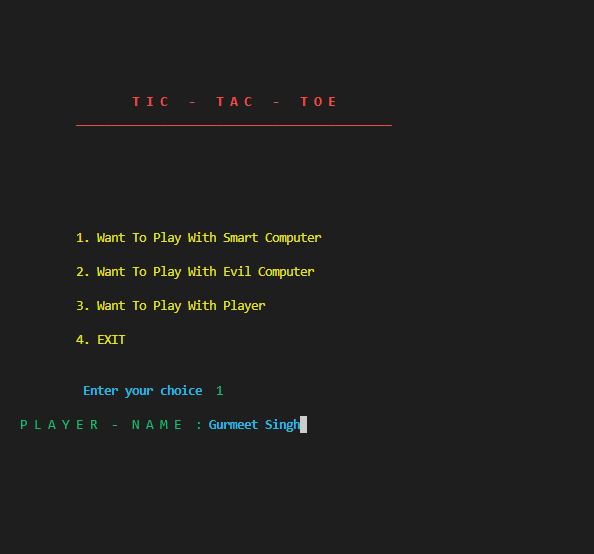 T I C - T A C - T O E
1. Want To Play With Smart Computer
2. Want To Play With Evil Computer
3. Want To Play With Player
4. EXIT
Enter your choice 1
P L A Y E R - N A M E : Gurmeet Singh